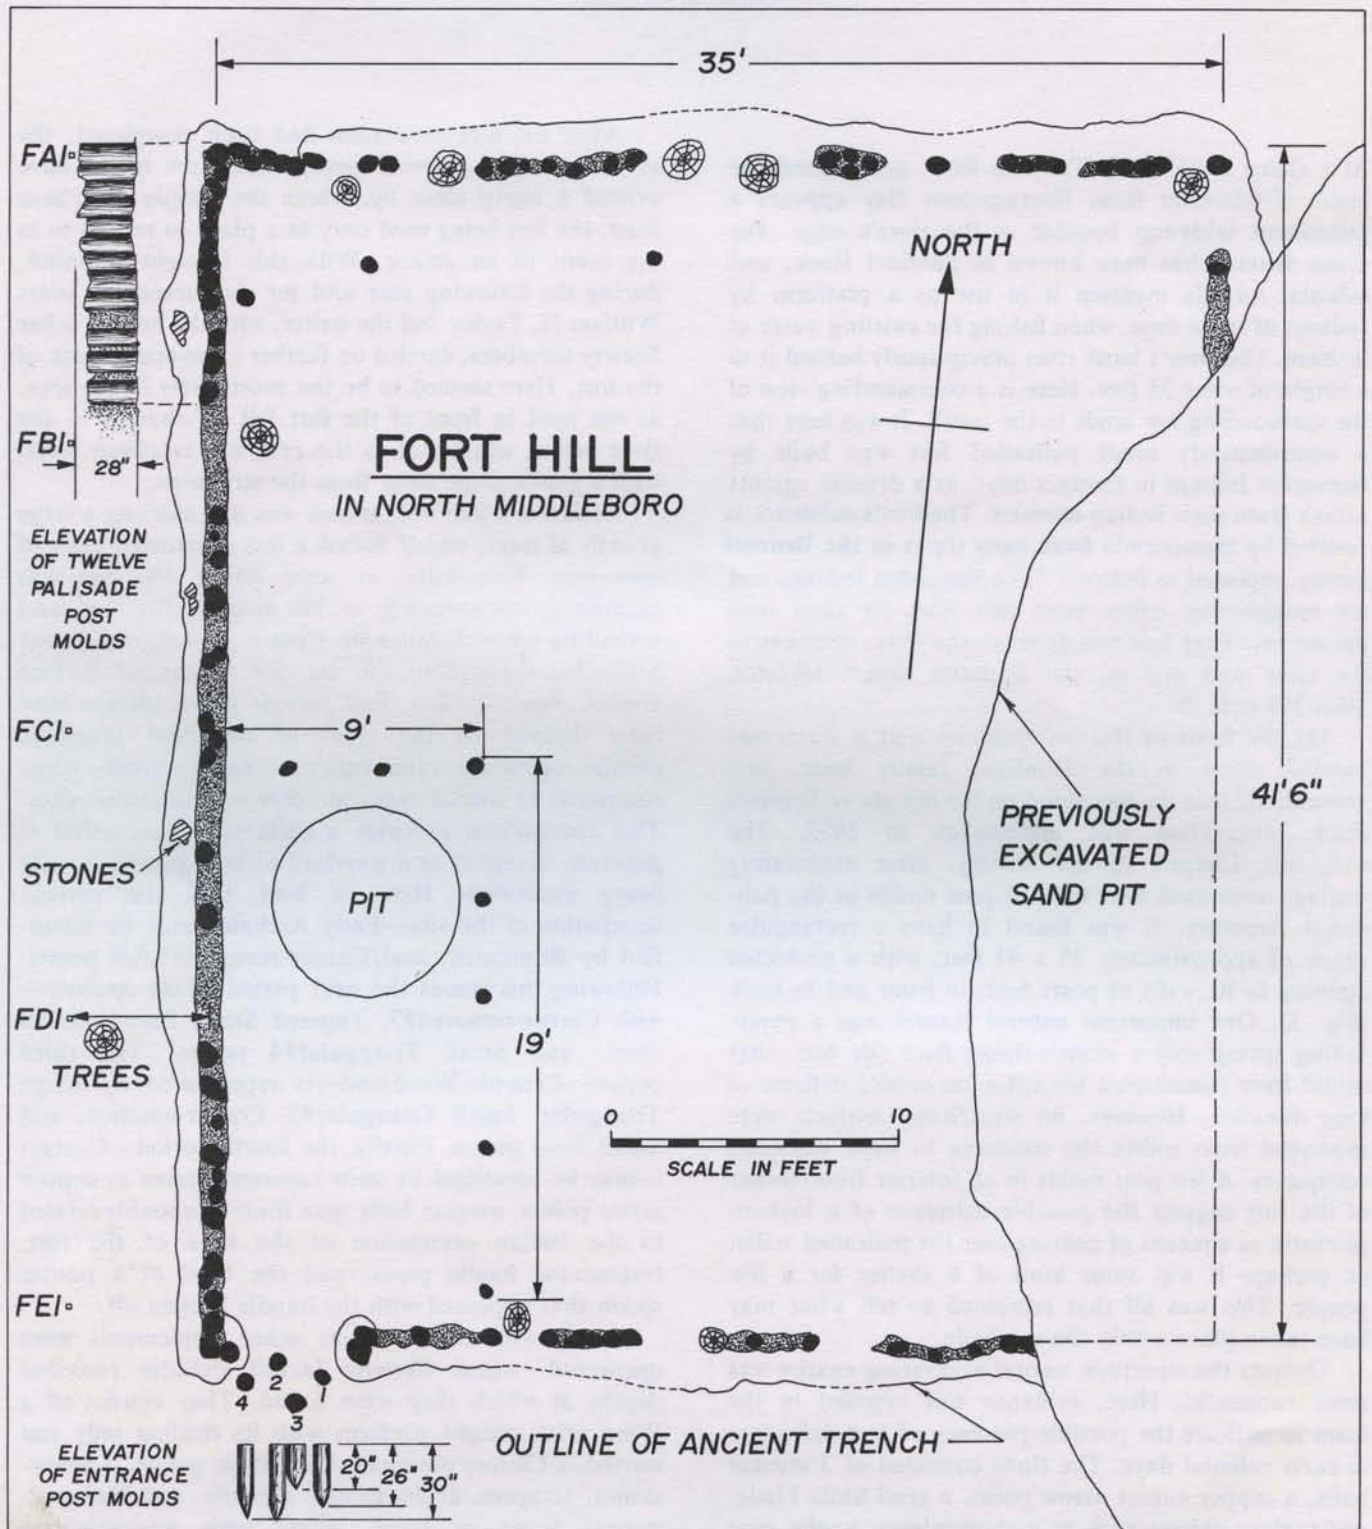 35'
FAI
NORTH
FORT HILL
IN NORTH MIDDLEBORO
FBI
28"
ELEVATION
OF TWELVE
PALISADE
POST
MOLDS
FCI
9'
41'6"
PREVIOUSLY
EXCAVATED
SAND PIT
STONES
PIT
FDI
TREES
19'
0
10
SCALE IN FEET
FEI
2
1
4
3
ELEVATION
OF ENTRANCE
POST MOLDS
20"
26"
30"
OUTLINE OF ANCIENT TRENCH